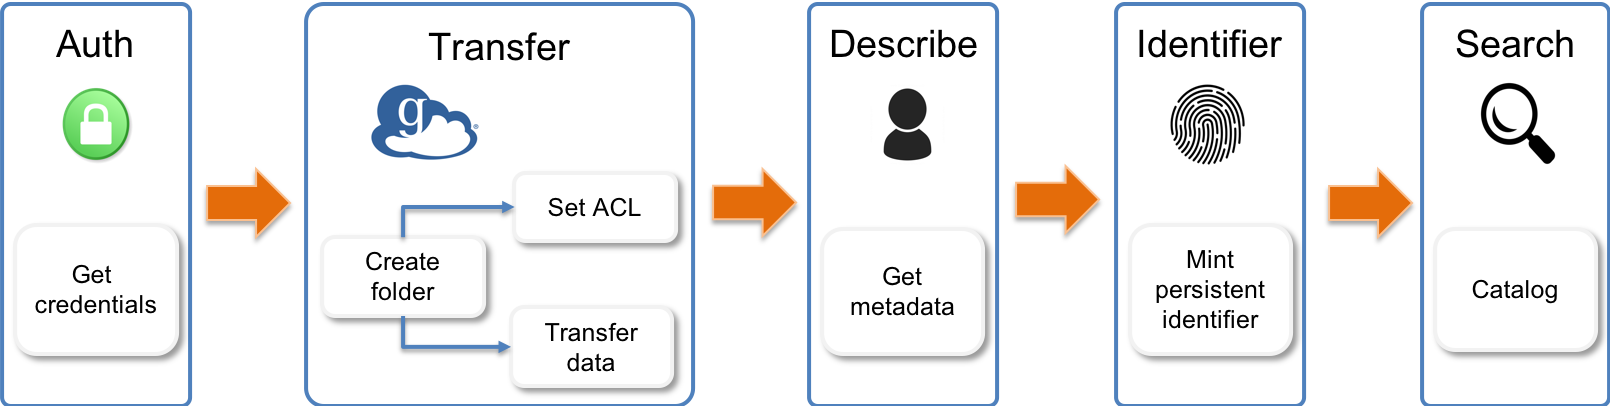 Auth
Get
credentials
Transfer
g
®
Set ACL
Create
folder
Transfer
data
Describe
Get
metadata
Identifier
Mint
persistent
identifier
Search
Catalog